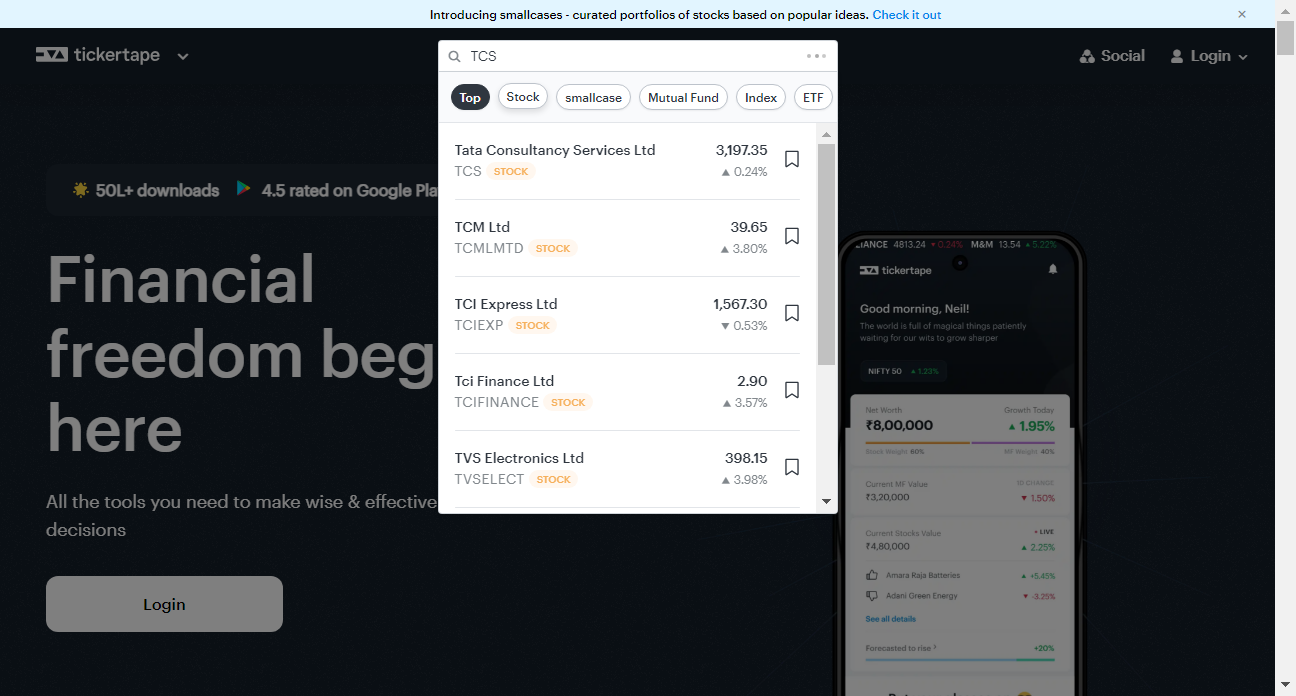 Introducing smallcases - curated portfolios of stocks based on popular ideas. Check it out
tickertape
TCS
Social
Login
Top
Stock
smallcase
Mutual Fund
Index
ETF
Tata Consultancy Services Ltd
3,197.35
TCS STOCK
▲ 0.24%
TCM Ltd
39.65
TCMLMTD STOCK
▲ 3.80%
TCI Express Ltd
1,567.30
TCIEXP STOCK
▼ 0.53%
Tci Finance Ltd
2.90
TCIFINANCE STOCK
▲ 3.57%
TVS Electronics Ltd
398.15
TVSELECT STOCK
▲ 3.98%
50L+ downloads
4.5 rated on Google Pla
Financial
freedom beg
here
All the tools you need to make wise & effective
decisions
Login
LIANCE 4813.24 ▼ 0.24% M&M 13.54 ▲ 5.22%
tickertape
Good morning, Neil!
The world is full of magical things patiently
waiting for our wits to grow sharper
NIFTY 50 ▲ 1.23%
Net Worth
Growth Today
₹8,00,000
▲ 1.95%
Stock Weight 60%
MF Weight 40%
Current MF Value
1D CHANGE
₹3,20,000
▼ 1.50%
Current Stocks Value
• LIVE
₹4,80,000
▲ 2.25%
Amara Raja Batteries
▲ +5.45%
Adani Green Energy
▼ -3.25%
See all details
Forecasted to rise
+20%